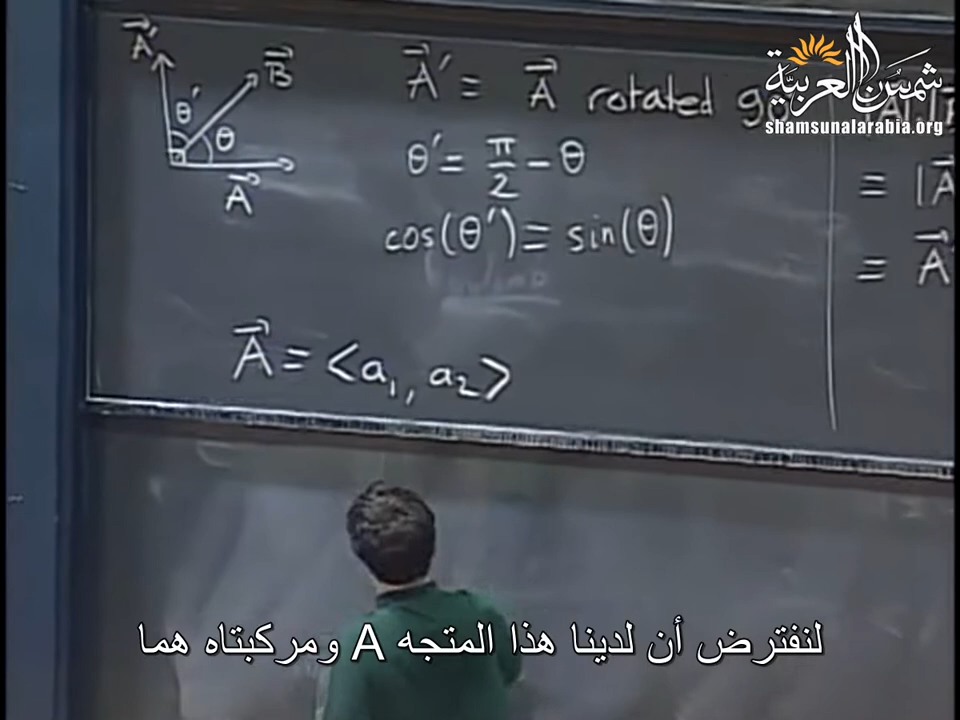 شمس العربية
shamsunalarabia.org
A⃗′
B⃗
θ′
θ
A⃗
A⃗′ ≡ A⃗ rotated
θ′ = π/2 − θ
cos(θ′) ≡ sin(θ)
A⃗ ≡ <a₁, a₂>
≡ |A⃗
≡ A⃗
لنفترض أن لدينا هذا المتجه A ومركبتاه هما